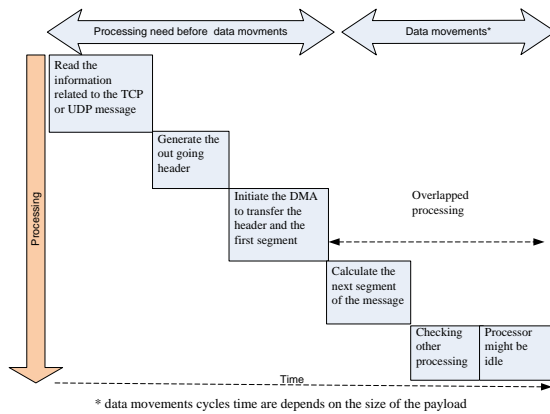 Processing need before data movments
Data movements*
Read the
information
related to the TCP
or UDP message
Generate the
out going
header
Initiate the DMA
to transfer the
header and the
first segment
Overlapped
processing
Processing
Calculate the
next segment
of the message
Checking
other
processing
Processor
might be
idle
Time
* data movements cycles time are depends on the size of the payload